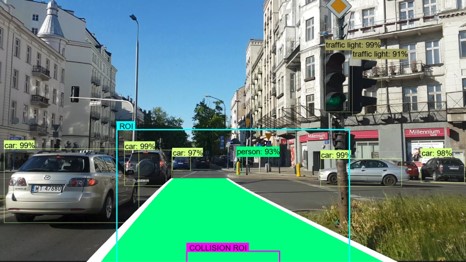 traffic light: 99%
traffic light: 91%
ROI
car: 99%
car: 99%
car: 97%
person: 93%
car: 99%
car: 98%
Millennium
COLLISION ROI